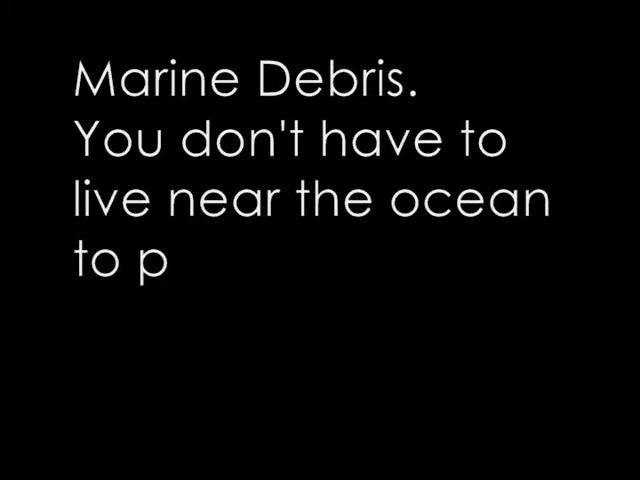 Marine Debris.
You don't have to
live near the ocean
to p